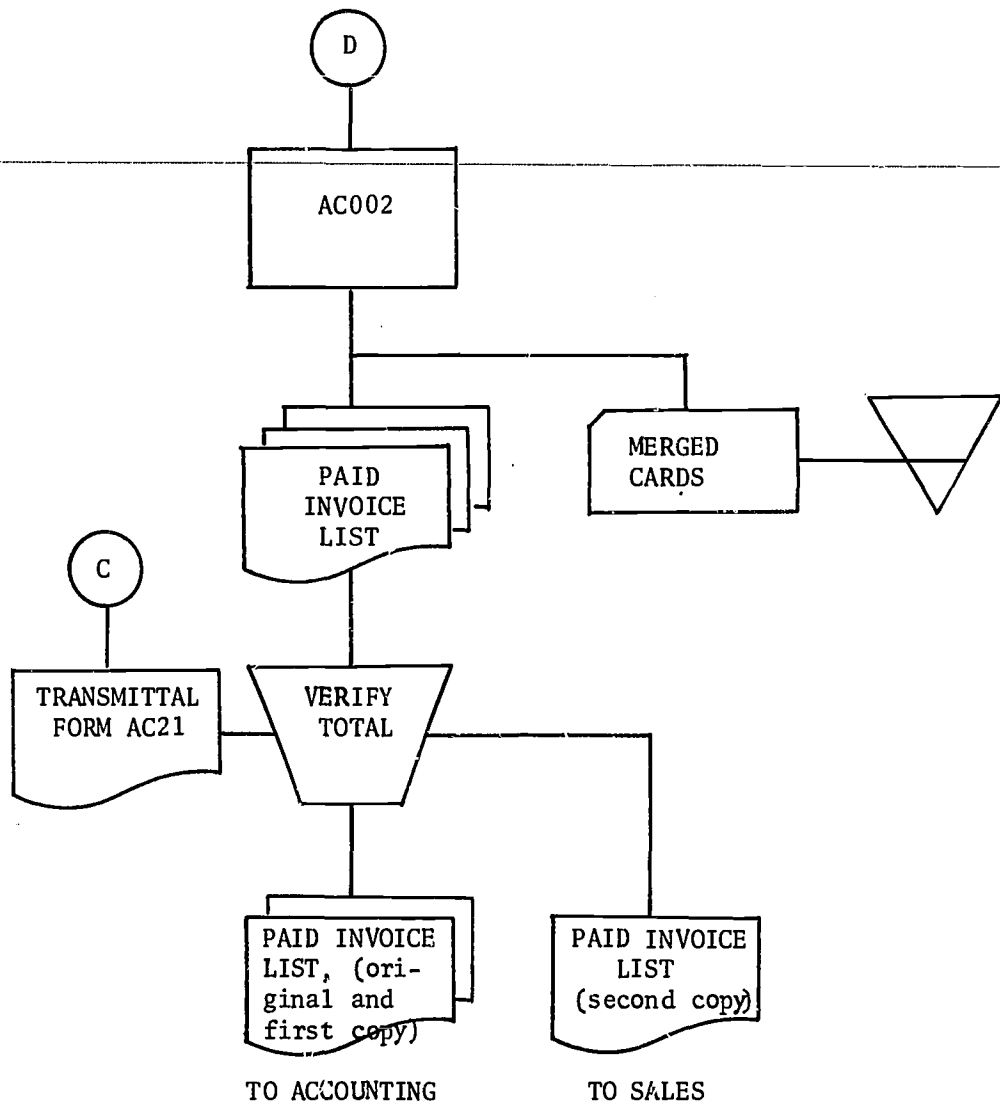 D
AC002
MERGED
CARDS
PAID
INVOICE
LIST
C
TRANSMITTAL
FORM AC21
VERIFY
TOTAL
PAID INVOICE
LIST, (ori-
ginal and
first copy)
PAID INVOICE
LIST
(second copy)
TO ACCOUNTING
TO SALES